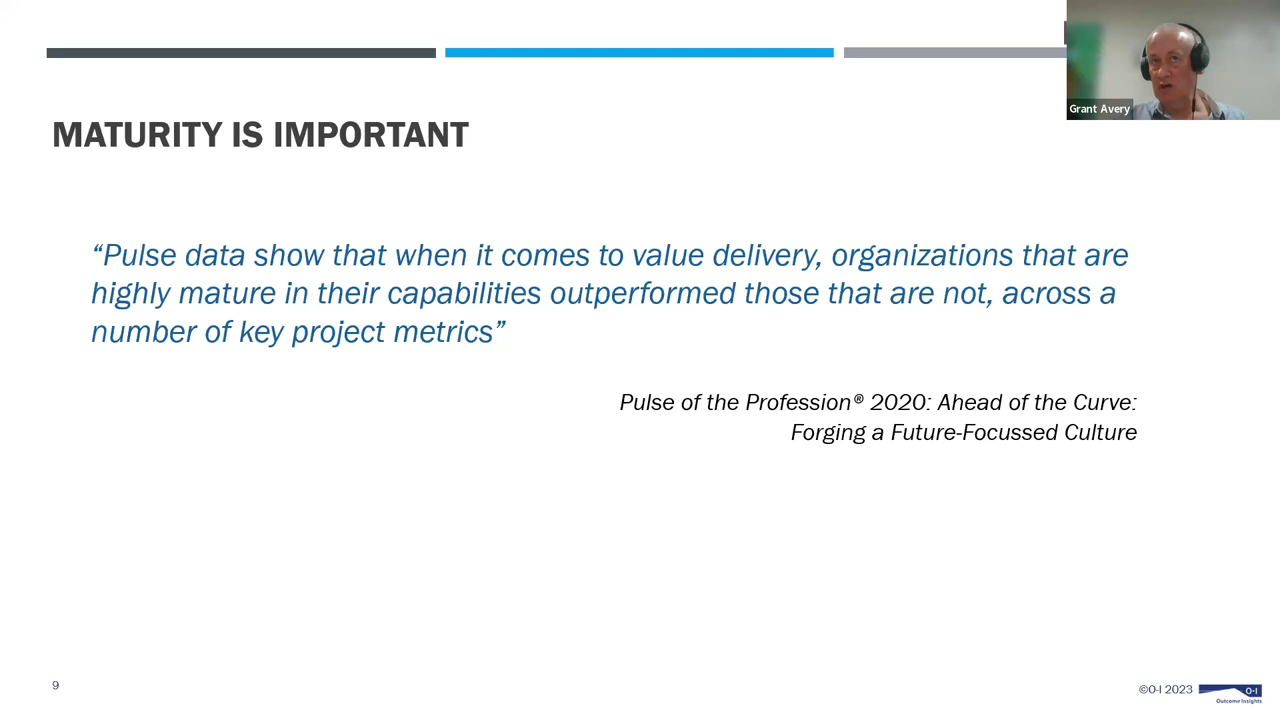 Grant Avery
MATURITY IS IMPORTANT
“Pulse data show that when it comes to value delivery, organizations that are
highly mature in their capabilities outperformed those that are not, across a
number of key project metrics”
Pulse of the Profession® 2020: Ahead of the Curve:
Forging a Future-Focussed Culture
9
©O-I 2023
O-I
Outcome Insights